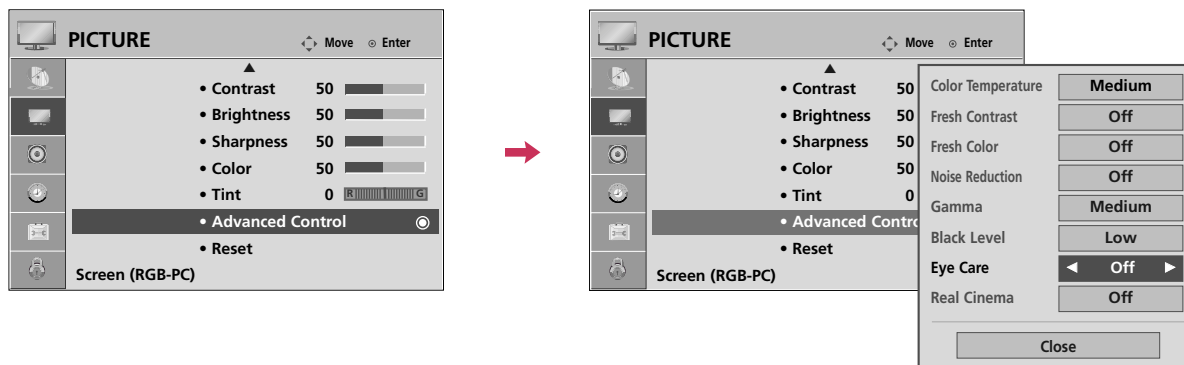 PICTURE Move Enter
• Contrast 50
• Brightness 50
• Sharpness 50
• Color 50
• Tint 0 R G
• Advanced Control
• Reset
Screen (RGB-PC)
PICTURE Move Enter
• Contrast 50
• Brightness 50
• Sharpness 50
• Color 50
• Tint 0
• Advanced Contro
• Reset
Screen (RGB-PC)
Color Temperature Medium
Fresh Contrast Off
Fresh Color Off
Noise Reduction Off
Gamma Medium
Black Level Low
Eye Care ◄ Off ►
Real Cinema Off
Close